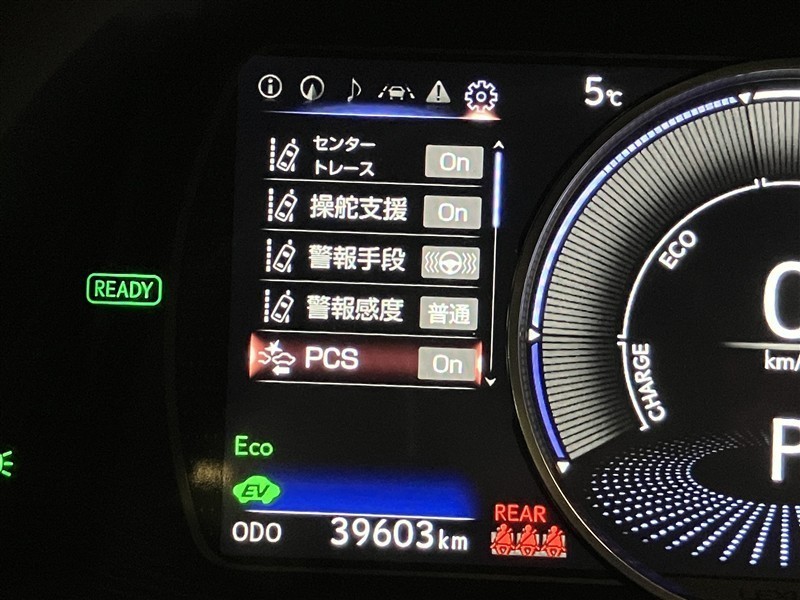 5℃
センター
トレース
On
操舵支援
On
警報手段
警報感度
普通
PCS
On
READY
ECO
CHARGE
0
km/
P
Eco
EV
ODO 39603km
REAR